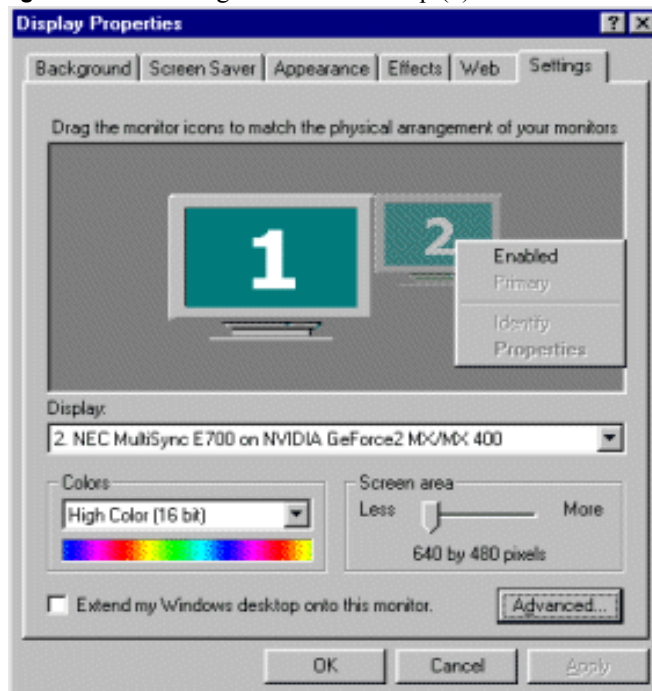 Display Properties
Background Screen Saver Appearance Effects Web Settings
Drag the monitor icons to match the physical arrangement of your monitors
1 2
Enabled
Primary
Identify
Properties
Display:
2. NEC MultiSync E700 on NVIDIA GeForce2 MX/MX 400
Colors
High Color (16 bit)
Screen area
Less More
640 by 480 pixels
Extend my Windows desktop onto this monitor.
Advanced...
OK Cancel Apply